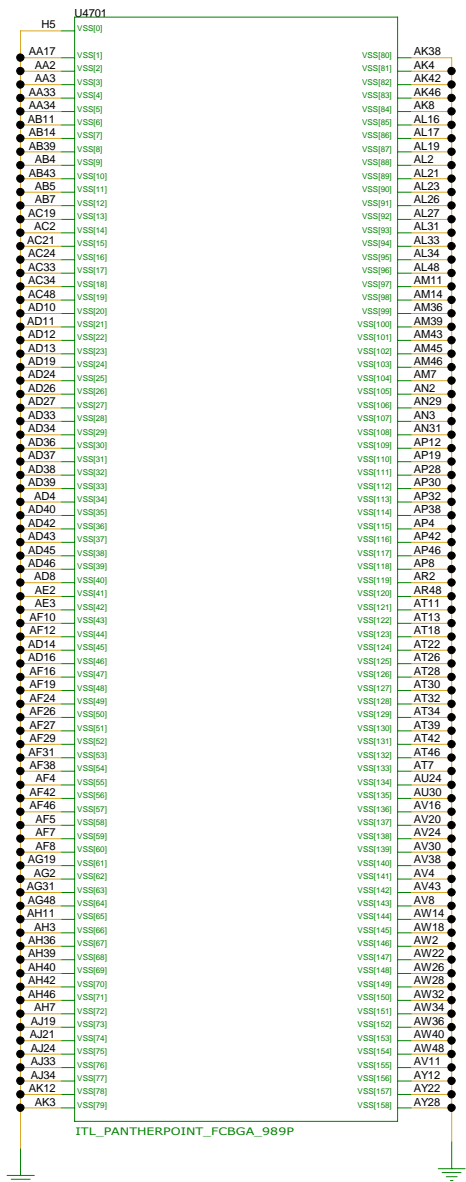 U4701
H5 VSS[0]
AA17 VSS[1] VSS[80] AK38
AA2 VSS[2] VSS[81] AK4
AA3 VSS[3] VSS[82] AK42
AA33 VSS[4] VSS[83] AK46
AA34 VSS[5] VSS[84] AK8
AB11 VSS[6] VSS[85] AL16
AB14 VSS[7] VSS[86] AL17
AB39 VSS[8] VSS[87] AL19
AB4 VSS[9] VSS[88] AL2
AB43 VSS[10] VSS[89] AL21
AB5 VSS[11] VSS[90] AL23
AB7 VSS[12] VSS[91] AL26
AC19 VSS[13] VSS[92] AL27
AC2 VSS[14] VSS[93] AL31
AC21 VSS[15] VSS[94] AL33
AC24 VSS[16] VSS[95] AL34
AC33 VSS[17] VSS[96] AL48
AC34 VSS[18] VSS[97] AM11
AC48 VSS[19] VSS[98] AM14
AD10 VSS[20] VSS[99] AM36
AD11 VSS[21] VSS[100] AM39
AD12 VSS[22] VSS[101] AM43
AD13 VSS[23] VSS[102] AM45
AD19 VSS[24] VSS[103] AM46
AD24 VSS[25] VSS[104] AM7
AD26 VSS[26] VSS[105] AN2
AD27 VSS[27] VSS[106] AN29
AD33 VSS[28] VSS[107] AN3
AD34 VSS[29] VSS[108] AN31
AD36 VSS[30] VSS[109] AP12
AD37 VSS[31] VSS[110] AP19
AD38 VSS[32] VSS[111] AP28
AD39 VSS[33] VSS[112] AP30
AD4 VSS[34] VSS[113] AP32
AD40 VSS[35] VSS[114] AP38
AD42 VSS[36] VSS[115] AP4
AD43 VSS[37] VSS[116] AP42
AD45 VSS[38] VSS[117] AP46
AD46 VSS[39] VSS[118] AP8
AD8 VSS[40] VSS[119] AR2
AE2 VSS[41] VSS[120] AR48
AE3 VSS[42] VSS[121] AT11
AF10 VSS[43] VSS[122] AT13
AF12 VSS[44] VSS[123] AT18
AD14 VSS[45] VSS[124] AT22
AD16 VSS[46] VSS[125] AT26
AF16 VSS[47] VSS[126] AT28
AF19 VSS[48] VSS[127] AT30
AF24 VSS[49] VSS[128] AT32
AF26 VSS[50] VSS[129] AT34
AF27 VSS[51] VSS[130] AT39
AF29 VSS[52] VSS[131] AT42
AF31 VSS[53] VSS[132] AT46
AF38 VSS[54] VSS[133] AT7
AF4 VSS[55] VSS[134] AU24
AF42 VSS[56] VSS[135] AU30
AF46 VSS[57] VSS[136] AV16
AF5 VSS[58] VSS[137] AV20
AF7 VSS[59] VSS[138] AV24
AF8 VSS[60] VSS[139] AV30
AG19 VSS[61] VSS[140] AV38
AG2 VSS[62] VSS[141] AV4
AG31 VSS[63] VSS[142] AV43
AG48 VSS[64] VSS[143] AV8
AH11 VSS[65] VSS[144] AW14
AH3 VSS[66] VSS[145] AW18
AH36 VSS[67] VSS[146] AW2
AH39 VSS[68] VSS[147] AW22
AH40 VSS[69] VSS[148] AW26
AH42 VSS[70] VSS[149] AW28
AH46 VSS[71] VSS[150] AW32
AH7 VSS[72] VSS[151] AW34
AJ19 VSS[73] VSS[152] AW36
AJ21 VSS[74] VSS[153] AW40
AJ24 VSS[75] VSS[154] AW48
AJ33 VSS[76] VSS[155] AV11
AJ34 VSS[77] VSS[156] AY12
AK12 VSS[78] VSS[157] AY22
AK3 VSS[79] VSS[158] AY28
ITL_PANTHERPOINT_FCBGA_989P